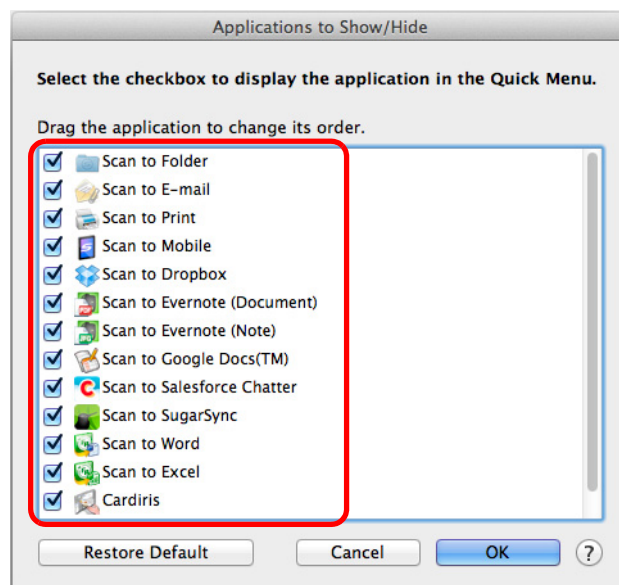 Applications to Show/Hide
Select the checkbox to display the application in the Quick Menu.
Drag the application to change its order.
Scan to Folder
Scan to E-mail
Scan to Print
Scan to Mobile
Scan to Dropbox
Scan to Evernote (Document)
Scan to Evernote (Note)
Scan to Google Docs(TM)
Scan to Salesforce Chatter
Scan to SugarSync
Scan to Word
Scan to Excel
Cardiris
Restore Default Cancel OK ?